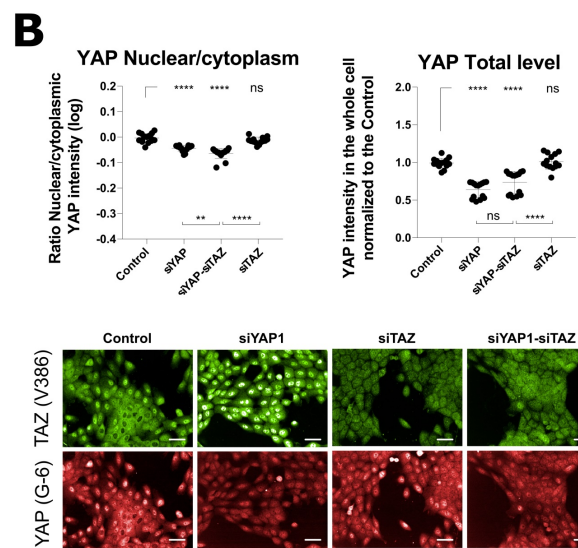 B
YAP Nuclear/cytoplasm
Ratio Nuclear/cytoplasmic
YAP intensity (log)
0.2
0.1
0.0
-0.1
-0.2
-0.3
-0.4
**** **** ns
** ****
Control siYAP siYAP-siTAZ siTAZ
YAP Total level
YAP intensity in the whole cell
normalized to the Control
2.0
1.5
1.0
0.5
0.0
**** **** ns
ns ****
Control siYAP siYAP-siTAZ siTAZ
Control siYAP1 siTAZ siYAP1-siTAZ
TAZ (V386)
YAP (G-6)